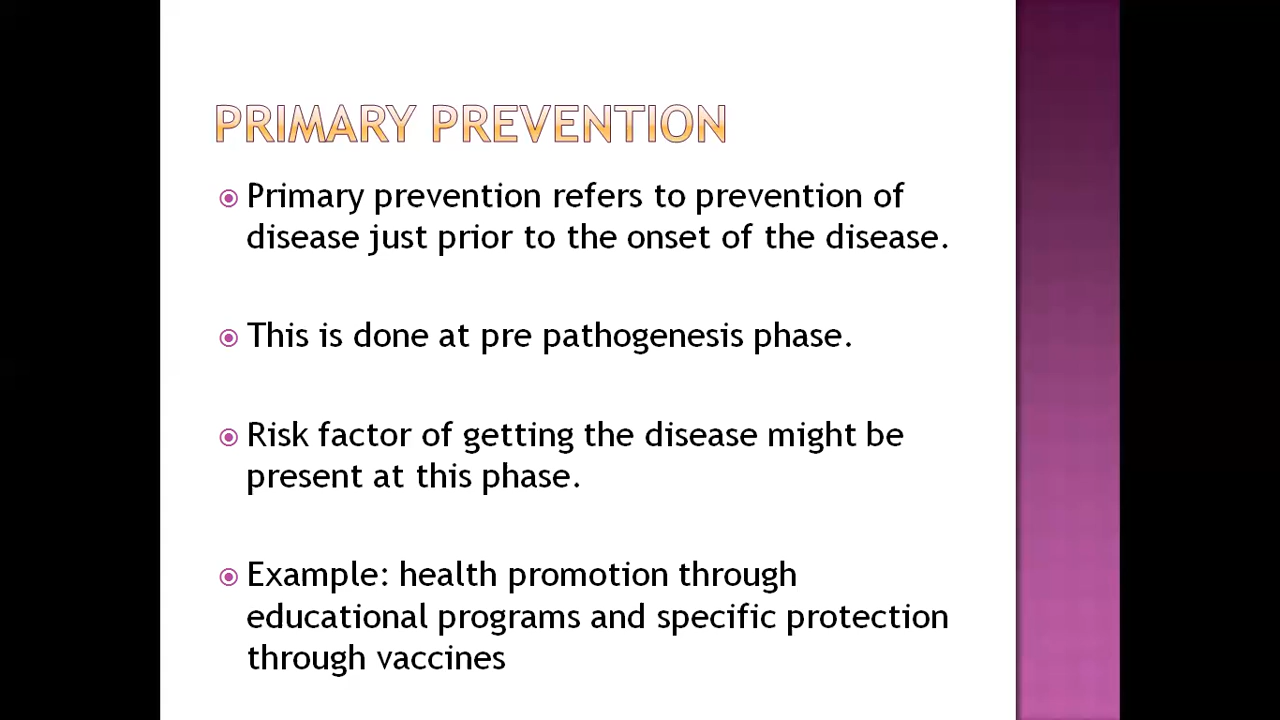 PRIMARY PREVENTION
Primary prevention refers to prevention of
disease just prior to the onset of the disease.
This is done at pre pathogenesis phase.
Risk factor of getting the disease might be
present at this phase.
Example: health promotion through
educational programs and specific protection
through vaccines